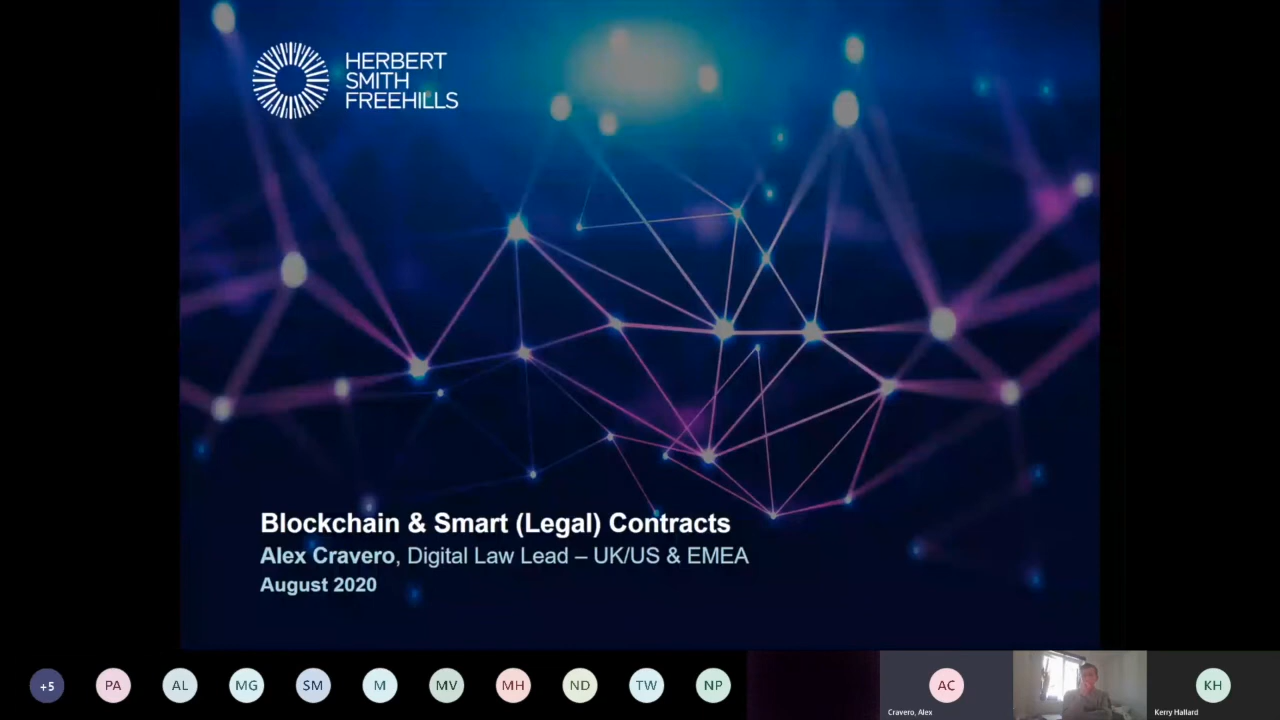 HERBERT
SMITH
FREEHILLS
Blockchain & Smart (Legal) Contracts
Alex Cravero, Digital Law Lead – UK/US & EMEA
August 2020
+5 PA AL MG SM M MV MH ND TW NP AC KH
Cravero, Alex Kerry Hallard